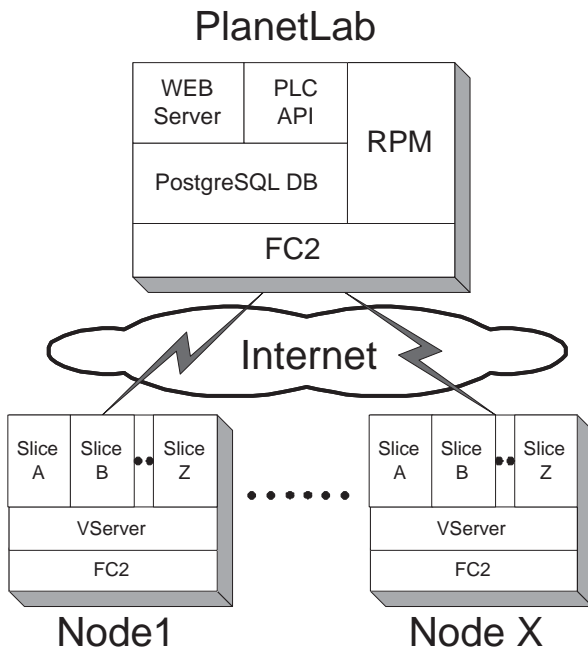 PlanetLab
WEB
Server
PLC
API
RPM
PostgreSQL DB
FC2
Internet
Slice
A
Slice
B
Slice
Z
VServer
FC2
Node1
Slice
A
Slice
B
Slice
Z
VServer
FC2
Node X